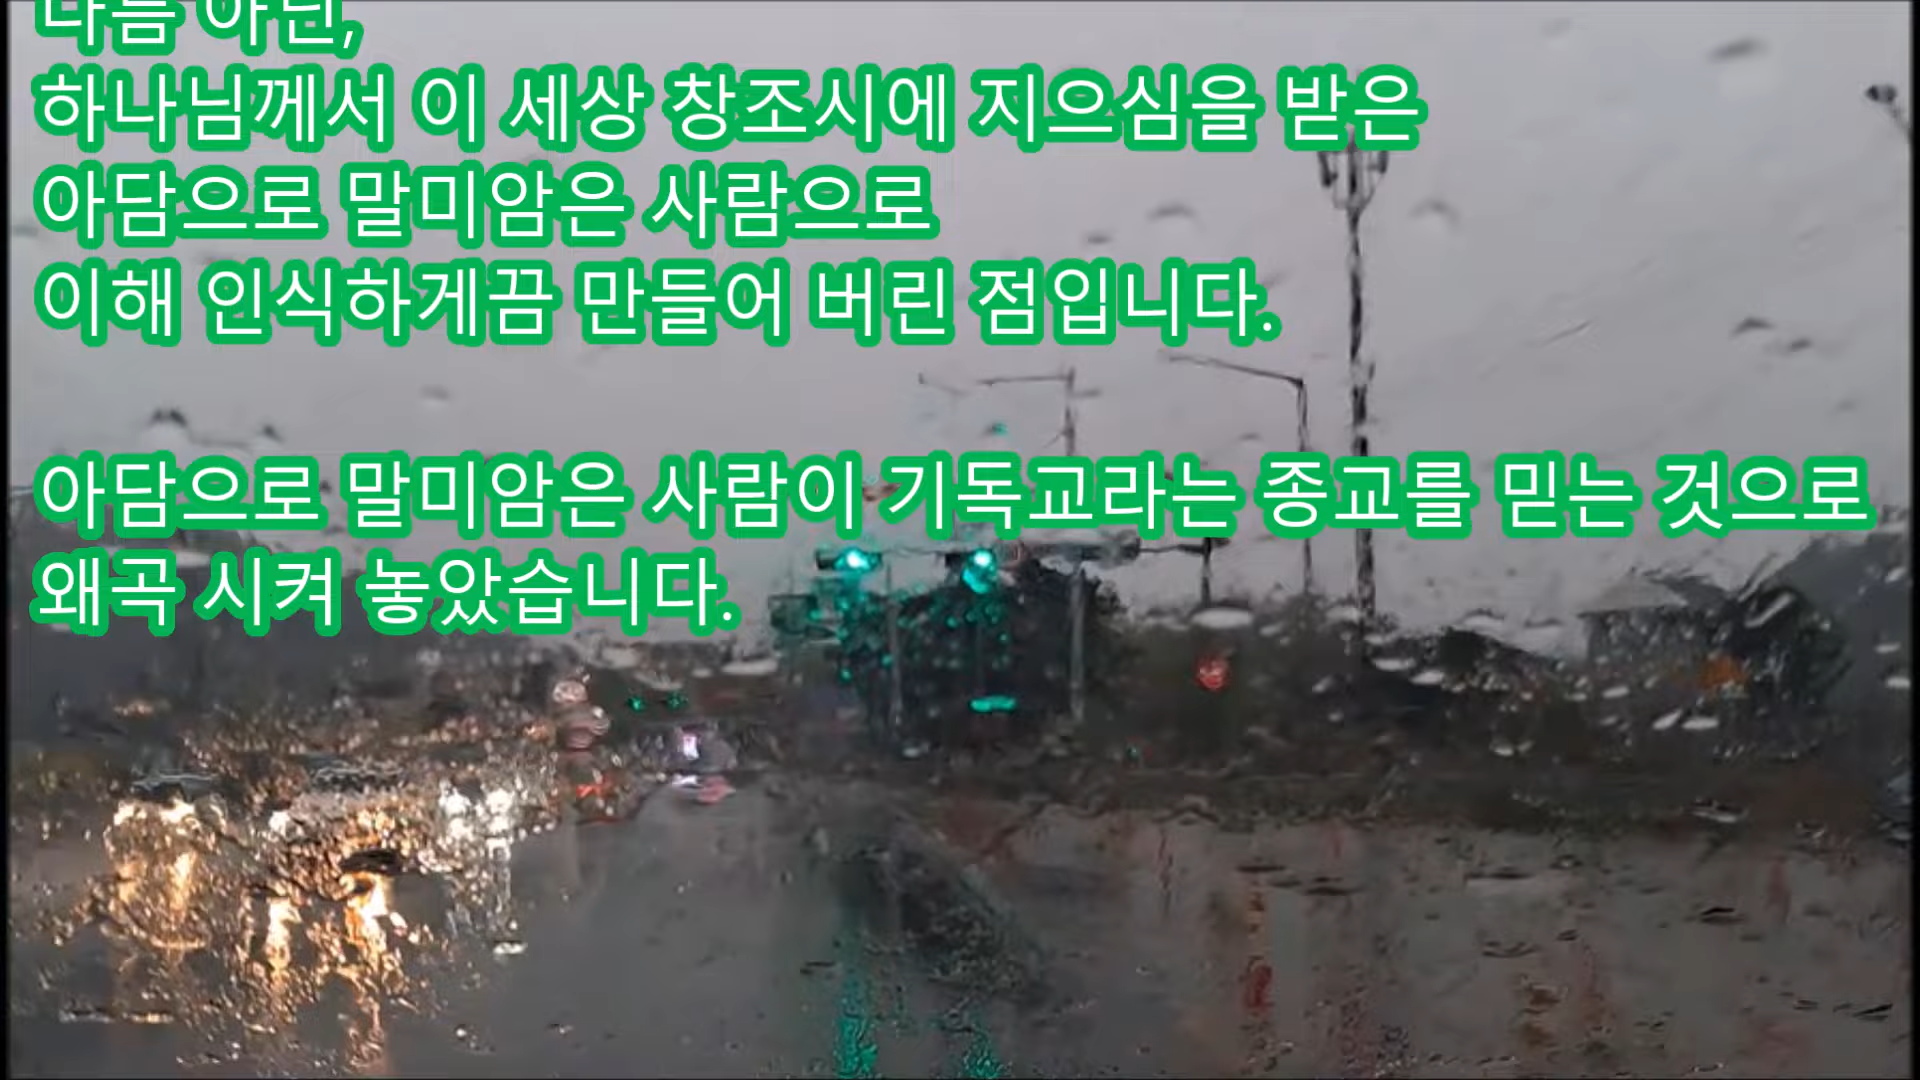 다름 아닌,
하나님께서 이 세상 창조시에 지으심을 받은
아담으로 말미암은 사람으로
이해 인식하게끔 만들어 버린 점입니다.
아담으로 말미암은 사람이 기독교라는 종교를 믿는 것으로
왜곡 시켜 놓았습니다.